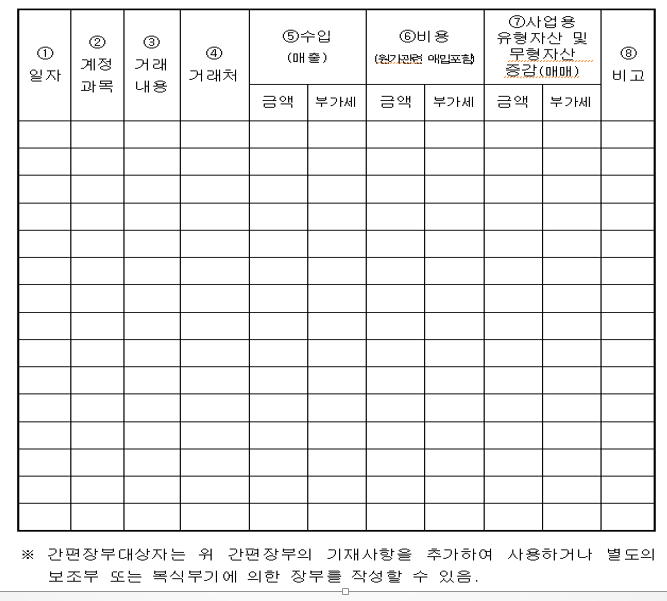 ①
일자
②
계정
과목
③
거래
내용
④
거래처
⑤수입
(매출)
금액 부가세
⑥비용
(원가관련 매입포함)
금액 부가세
⑦사업용
유형자산 및
무형자산
증감(매매)
금액 부가세
⑧
비고
※ 간편장부대상자는 위 간편장부의 기재사항을 추가하여 사용하거나 별도의
보조부 또는 복식부기에 의한 장부를 작성할 수 있음.